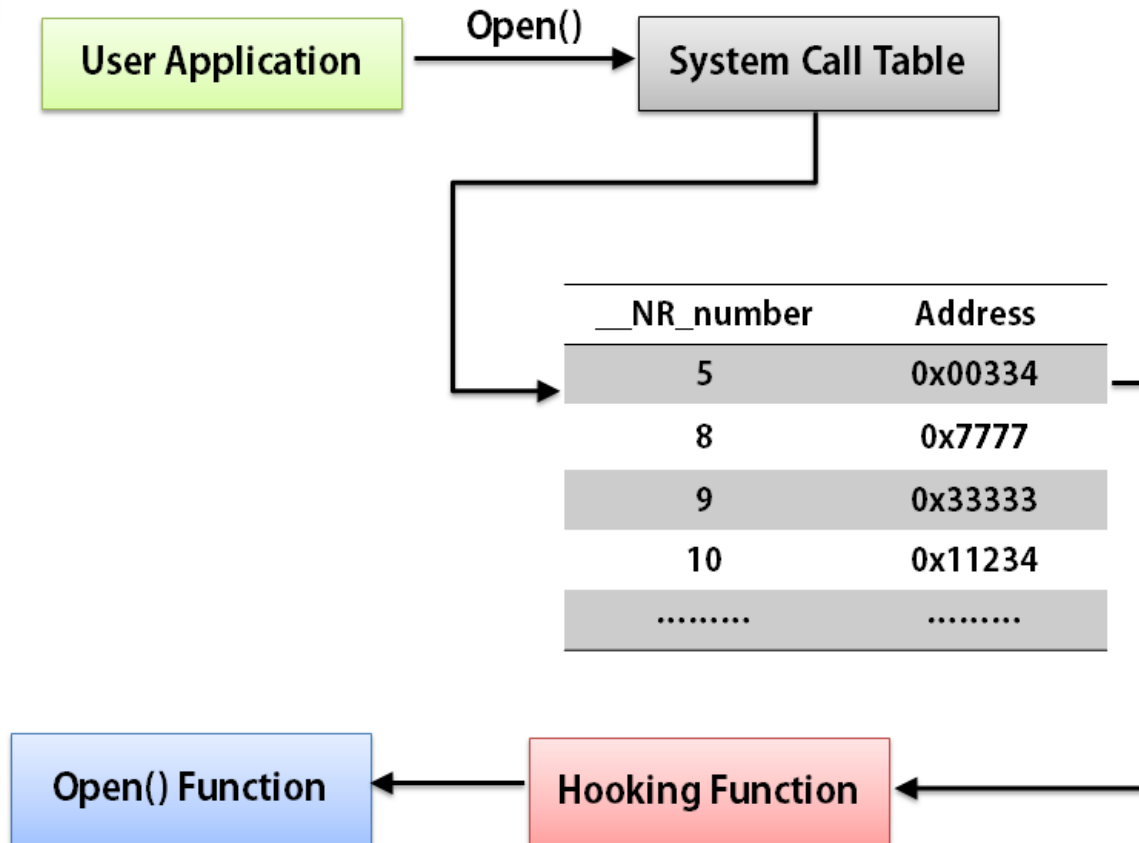 Open()
User Application
System Call Table
__NR_number Address
5 0x00334
8 0x7777
9 0x33333
10 0x11234
......... .........
Open() Function
Hooking Function